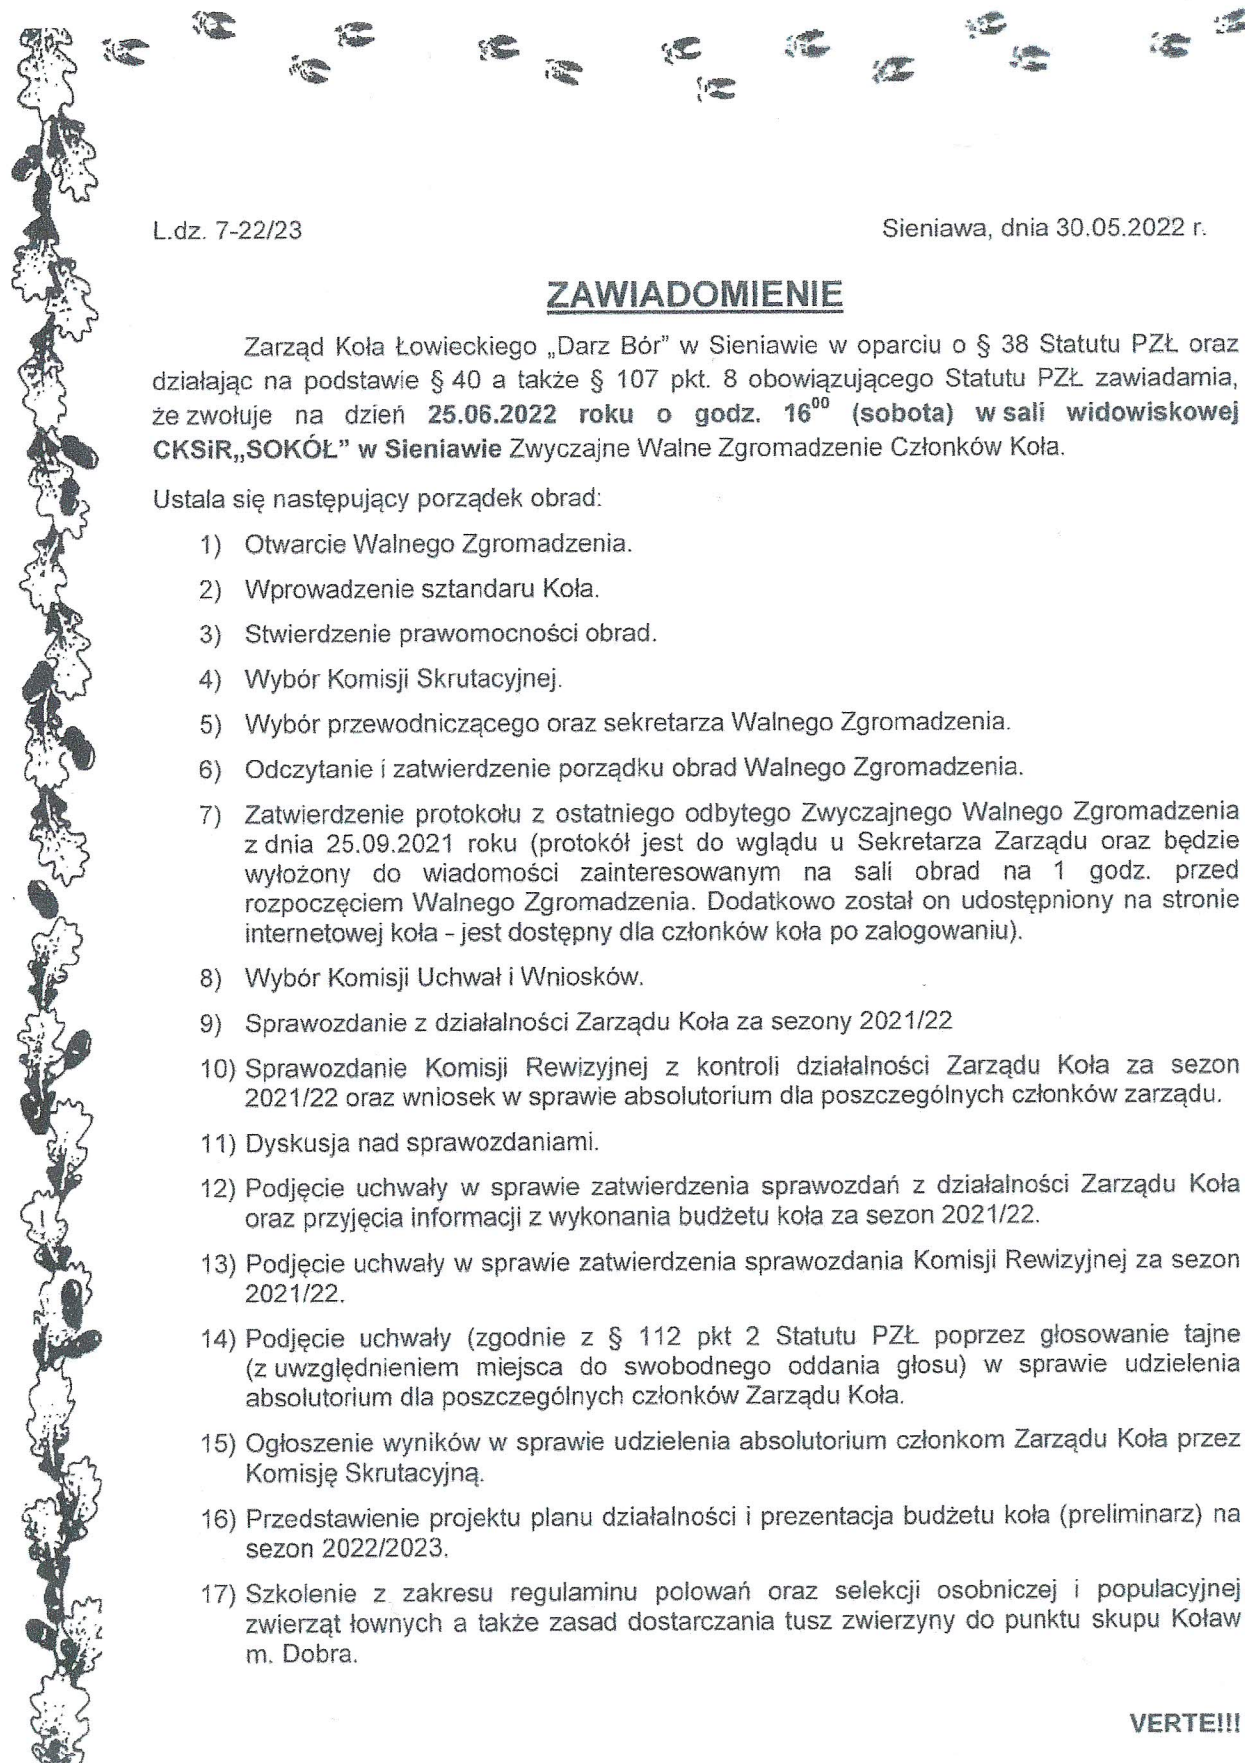 L.dz. 7-22/23
Sieniawa, dnia 30.05.2022 r.
ZAWIADOMIENIE
Zarząd Koła Łowieckiego „Darz Bór” w Sieniawie w oparciu o § 38 Statutu PZŁ oraz
działając na podstawie § 40 a także § 107 pkt. 8 obowiązującego Statutu PZŁ zawiadamia,
że zwołuje na dzień 25.06.2022 roku o godz. 16⁰⁰ (sobota) w sali widowiskowej
CKSiR„SOKÓŁ” w Sieniawie Zwyczajne Walne Zgromadzenie Członków Koła.
Ustala się następujący porządek obrad:
1) Otwarcie Walnego Zgromadzenia.
2) Wprowadzenie sztandaru Koła.
3) Stwierdzenie prawomocności obrad.
4) Wybór Komisji Skrutacyjnej.
5) Wybór przewodniczącego oraz sekretarza Walnego Zgromadzenia.
6) Odczytanie i zatwierdzenie porządku obrad Walnego Zgromadzenia.
7) Zatwierdzenie protokołu z ostatniego odbytego Zwyczajnego Walnego Zgromadzenia
z dnia 25.09.2021 roku (protokół jest do wglądu u Sekretarza Zarządu oraz będzie
wyłożony do wiadomości zainteresowanym na sali obrad na 1 godz. przed
rozpoczęciem Walnego Zgromadzenia. Dodatkowo został on udostępniony na stronie
internetowej koła - jest dostępny dla członków koła po zalogowaniu).
8) Wybór Komisji Uchwał i Wniosków.
9) Sprawozdanie z działalności Zarządu Koła za sezony 2021/22
10) Sprawozdanie Komisji Rewizyjnej z kontroli działalności Zarządu Koła za sezon
2021/22 oraz wniosek w sprawie absolutorium dla poszczególnych członków zarządu.
11) Dyskusja nad sprawozdaniami.
12) Podjęcie uchwały w sprawie zatwierdzenia sprawozdań z działalności Zarządu Koła
oraz przyjęcia informacji z wykonania budżetu koła za sezon 2021/22.
13) Podjęcie uchwały w sprawie zatwierdzenia sprawozdania Komisji Rewizyjnej za sezon
2021/22.
14) Podjęcie uchwały (zgodnie z § 112 pkt 2 Statutu PZŁ poprzez głosowanie tajne
(z uwzględnieniem miejsca do swobodnego oddania głosu) w sprawie udzielenia
absolutorium dla poszczególnych członków Zarządu Koła.
15) Ogłoszenie wyników w sprawie udzielenia absolutorium członkom Zarządu Koła przez
Komisję Skrutacyjną.
16) Przedstawienie projektu planu działalności i prezentacja budżetu koła (preliminarz) na
sezon 2022/2023.
17) Szkolenie z zakresu regulaminu polowań oraz selekcji osobniczej i populacyjnej
zwierząt łownych a także zasad dostarczania tusz zwierzyny do punktu skupu Koław
m. Dobra.
VERTE!!!